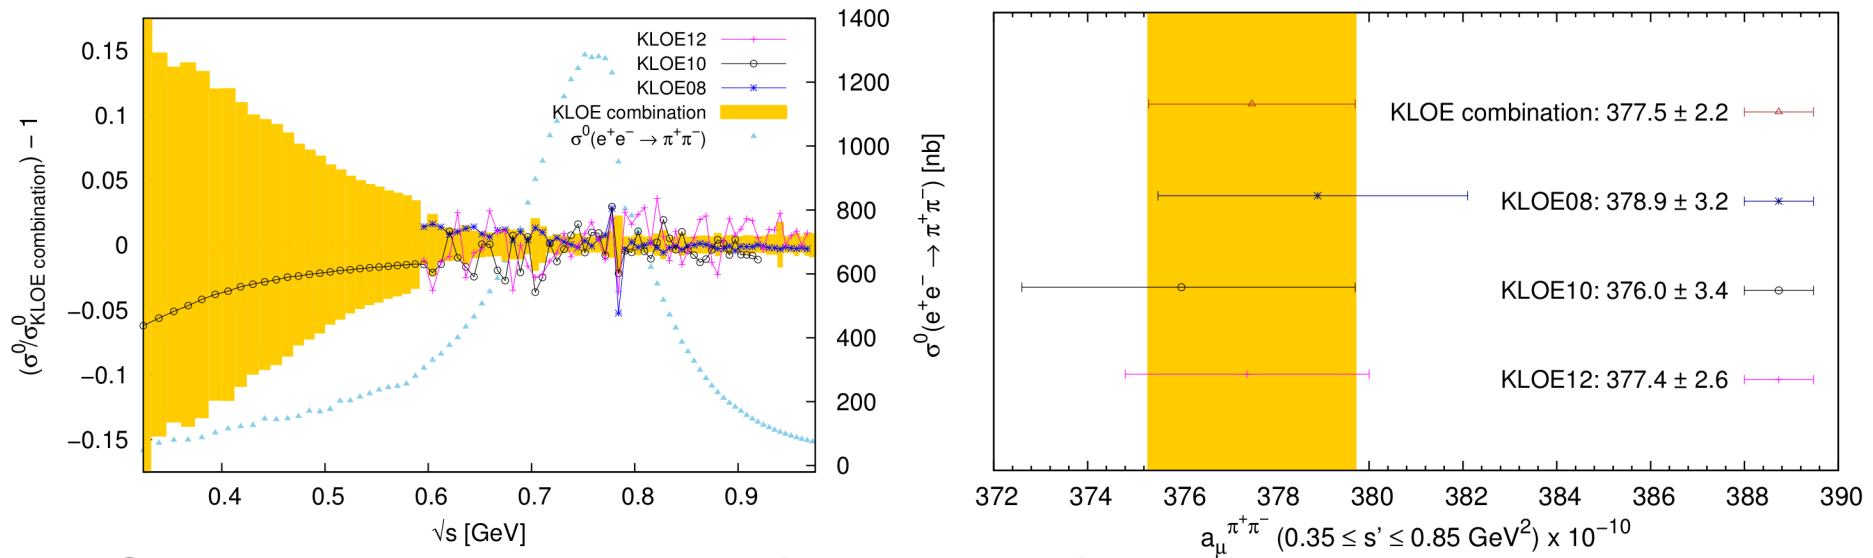 KLOE12
KLOE10
KLOE08
KLOE combination
σ⁰(e⁺e⁻ → π⁺π⁻)
0.15
0.1
0.05
0
−0.05
−0.1
−0.15
(σ⁰/σ⁰KLOE combination) − 1
1400
1200
1000
800
600
400
200
0
σ⁰(e⁺e⁻ → π⁺π⁻) [nb]
0.4 0.5 0.6 0.7 0.8 0.9
√s [GeV]
KLOE combination: 377.5 ± 2.2
KLOE08: 378.9 ± 3.2
KLOE10: 376.0 ± 3.4
KLOE12: 377.4 ± 2.6
372 374 376 378 380 382 384 386 388 390
aμ^π⁺π⁻ (0.35 ≤ s' ≤ 0.85 GeV²) x 10⁻¹⁰